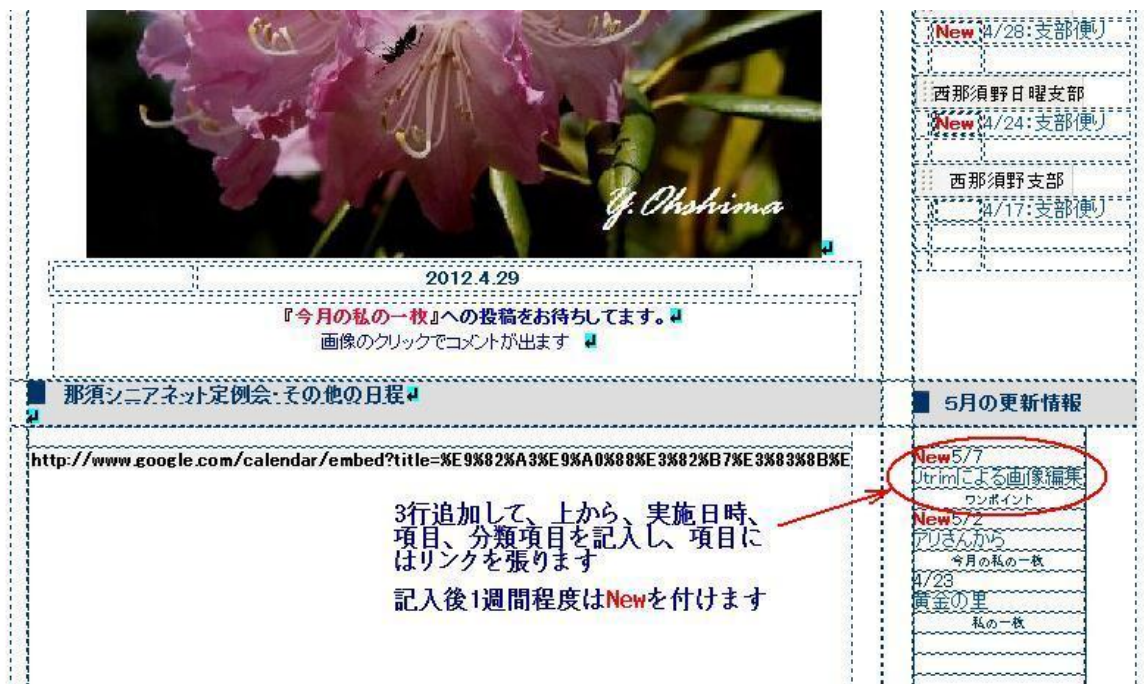 New 4/28:支部便り
西那須野日曜支部
New 4/24:支部便り
西那須野支部
4/17:支部便り
Y. Ohshima
2012.4.29
『今月の私の一枚』への投稿をお待ちしてます。
画像のクリックでコメントが出ます
那須シニアネット定例会・その他の日程
http://www.google.com/calendar/embed?title=%E9%82%A3%E9%A0%88%E3%82%B7%E3%83%8B%E
3行追加して、上から、実施日時、
項目、分類項目を記入し、項目に
はリンクを張ります
記入後1週間程度はNewを付けます
5月の更新情報
New5/7
Jtrimによる画像編集
ワンポイント
New5/2
アリさんから
今月の私の一枚
4/23
黄金の里
私の一枚